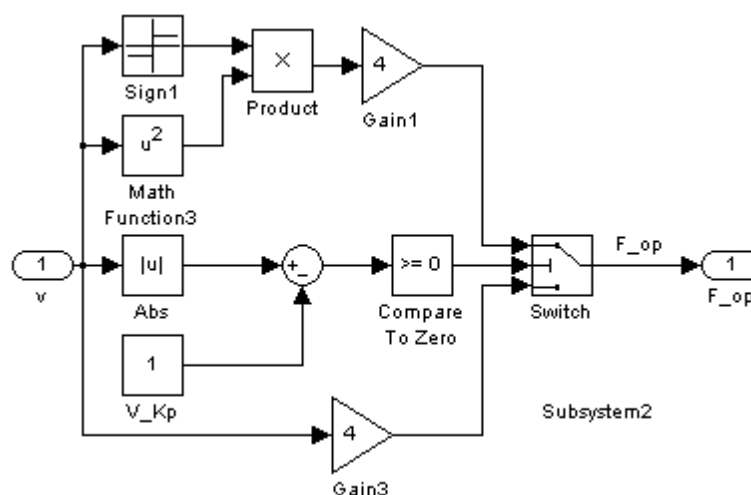 Sign1
×
Product
4
Gain1
u²
Math
Function3
1
v
|u|
Abs
+_
>= 0
Compare
To Zero
Switch
F_op
1
F_op
1
V_Kp
4
Gain3
Subsystem2